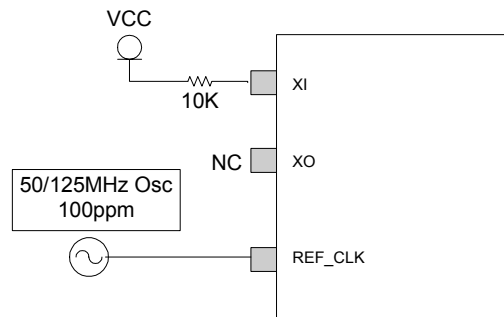 VCC
10K
XI
NC
XO
50/125MHz Osc
100ppm
REF_CLK